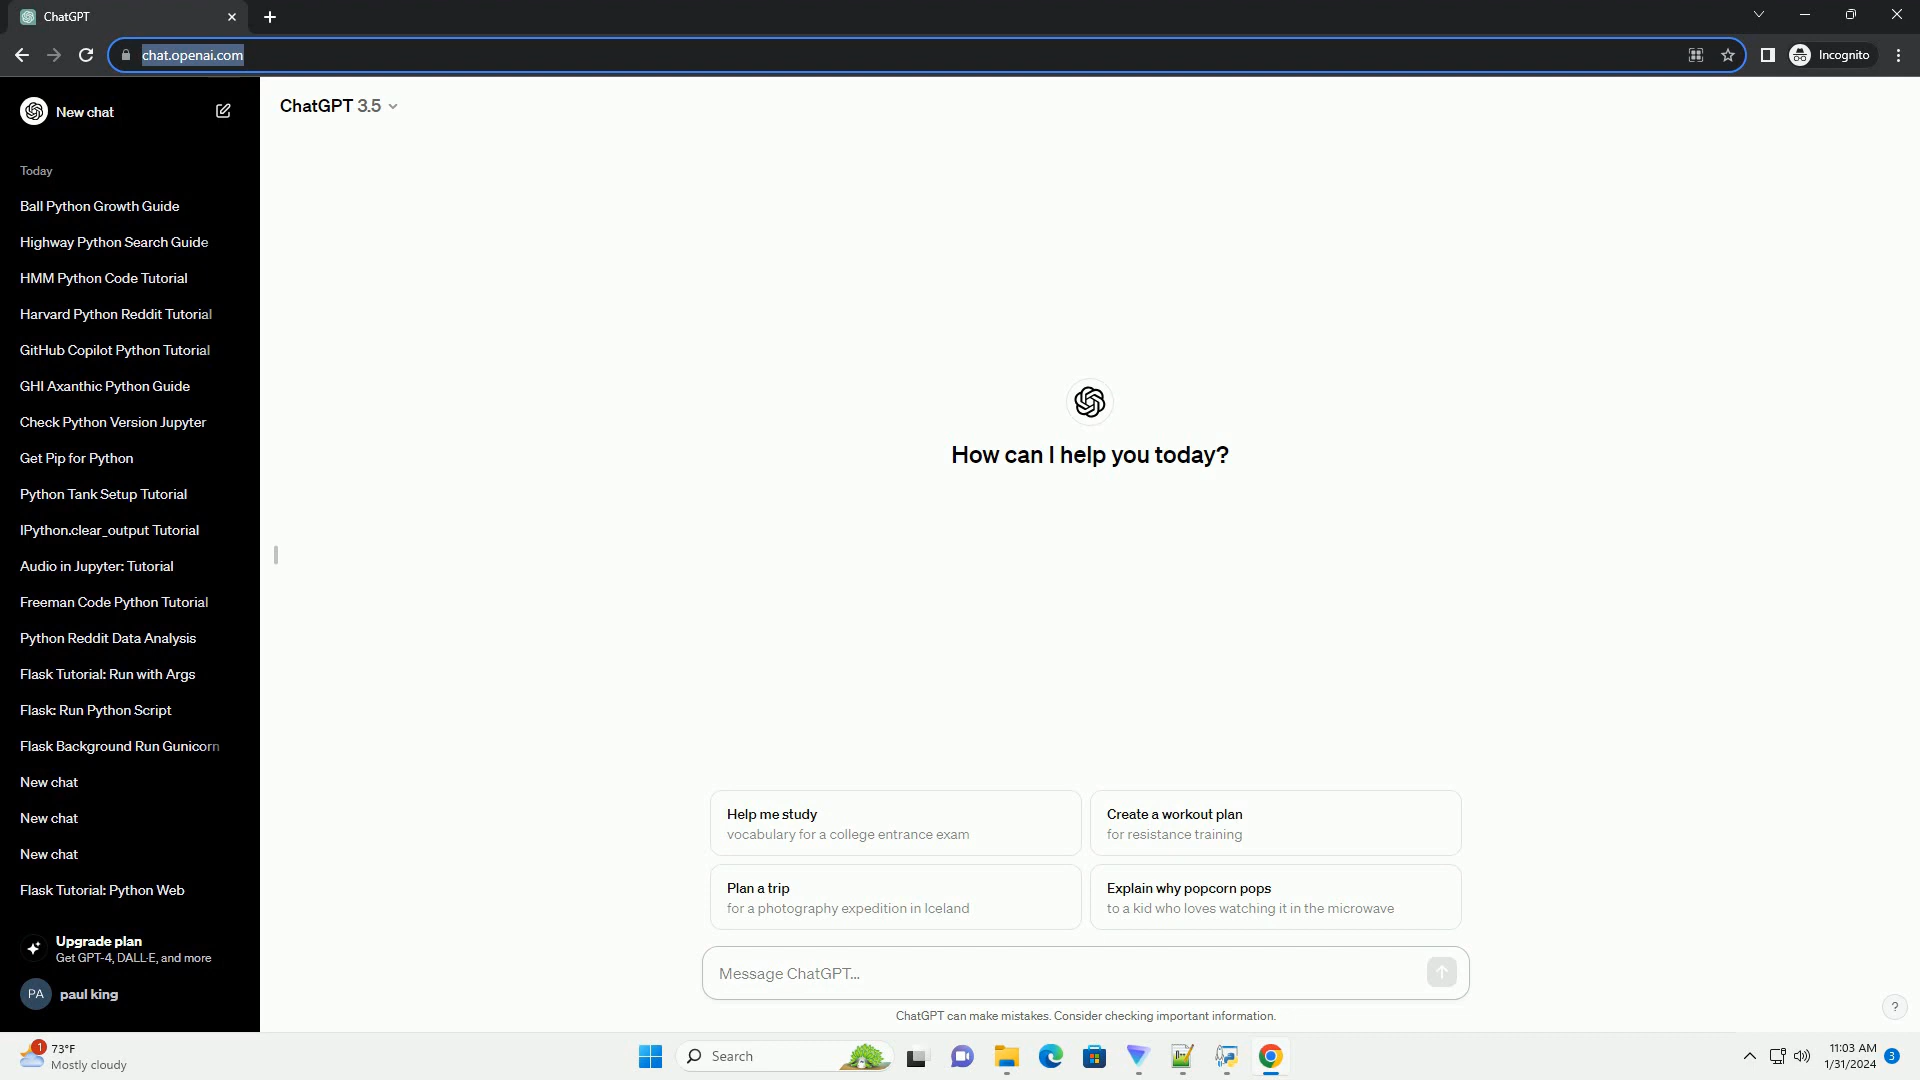 ChatGPT
chat.openai.com
Incognito
New chat
ChatGPT 3.5
Today
Ball Python Growth Guide
Highway Python Search Guide
HMM Python Code Tutorial
Harvard Python Reddit Tutorial
GitHub Copilot Python Tutorial
GHI Axanthic Python Guide
Check Python Version Jupyter
Get Pip for Python
Python Tank Setup Tutorial
IPython.clear_output Tutorial
Audio in Jupyter: Tutorial
Freeman Code Python Tutorial
Python Reddit Data Analysis
Flask Tutorial: Run with Args
Flask: Run Python Script
Flask Background Run Gunicorn
New chat
New chat
New chat
Flask Tutorial: Python Web
Upgrade plan
Get GPT-4, DALL·E, and more
PA
paul king
How can I help you today?
Help me study
vocabulary for a college entrance exam
Create a workout plan
for resistance training
Plan a trip
for a photography expedition in Iceland
Explain why popcorn pops
to a kid who loves watching it in the microwave
Message ChatGPT...
ChatGPT can make mistakes. Consider checking important information.
?
1
73°F
Mostly cloudy
Search
11:03 AM
1/31/2024
3